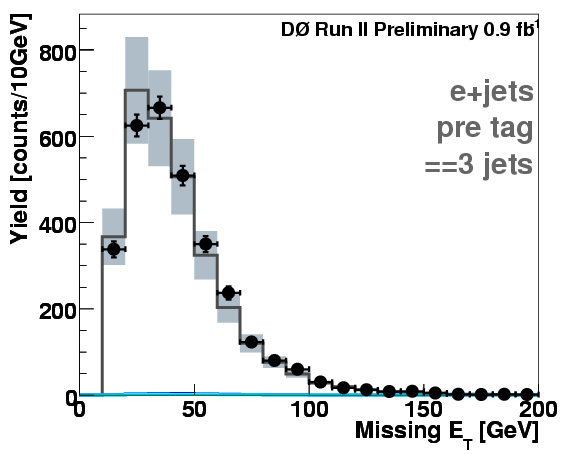 DØ Run II Preliminary 0.9 fb-1
e+jets
pre tag
==3 jets
Yield [counts/10GeV]
800
600
400
200
0
0 50 100 150 200
Missing ET [GeV]